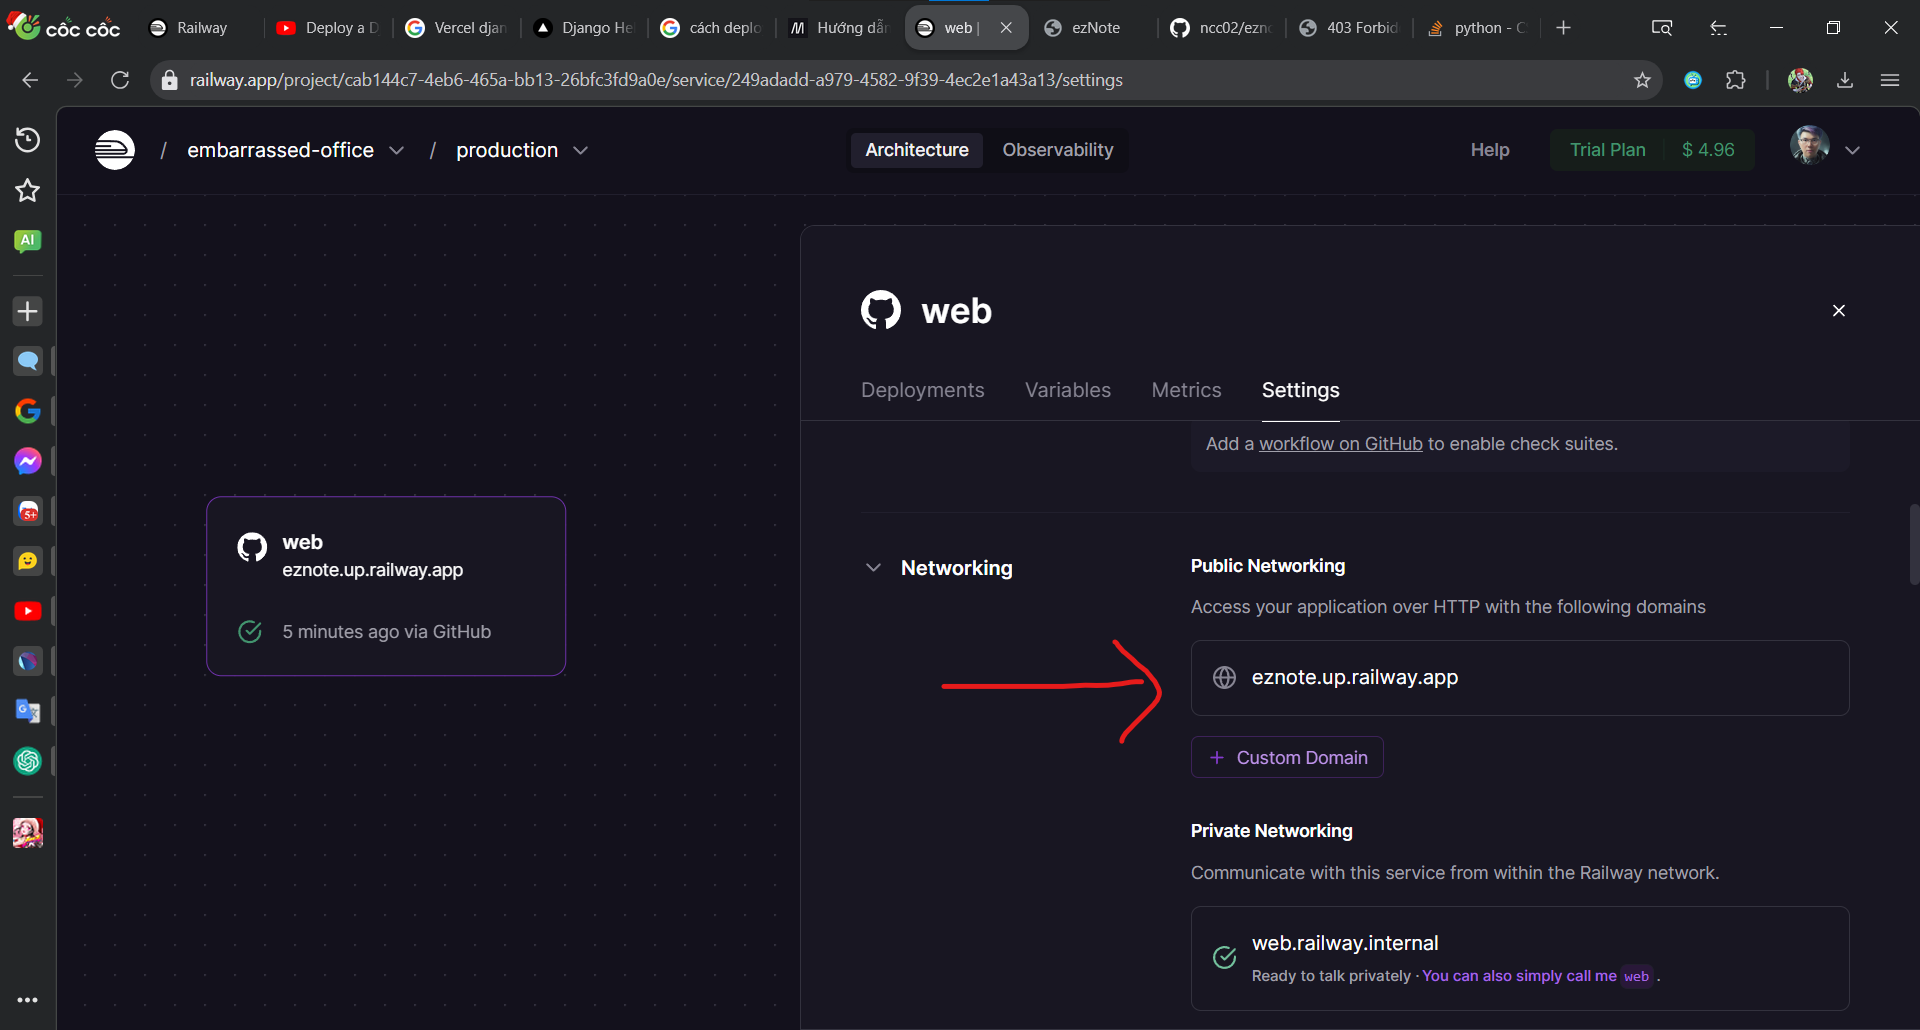 cốc cốc
Railway
Deploy a D
Vercel djan
Django He
cách deplo
Hướng dẫn
web |
ezNote
ncc02/ezno
403 Forbid
python - C
railway.app/project/cab144c7-4eb6-465a-bb13-26bfc3fd9a0e/service/249adadd-a979-4582-9f39-4ec2e1a43a13/settings
AI
/ embarrassed-office / production
Architecture
Observability
Help
Trial Plan
$ 4.96
web
Deployments
Variables
Metrics
Settings
Add a workflow on GitHub to enable check suites.
web
eznote.up.railway.app
5 minutes ago via GitHub
Networking
Public Networking
Access your application over HTTP with the following domains
eznote.up.railway.app
+ Custom Domain
Private Networking
Communicate with this service from within the Railway network.
web.railway.internal
Ready to talk privately · You can also simply call me web .
5+